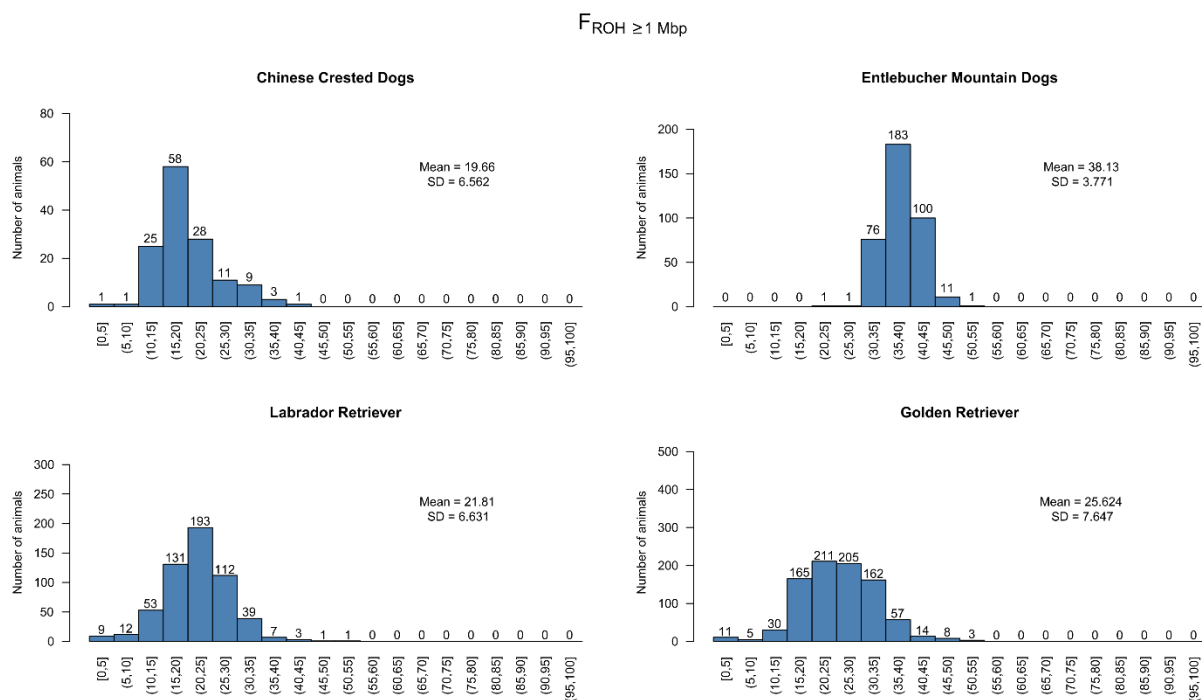 F ROH ≥1 Mbp
Chinese Crested Dogs
Number of animals
80
60
40
20
0
1 1 25 58 28 11 9 3 1 0 0 0 0 0 0 0 0 0 0 0
Mean = 19.66
SD = 6.562
[0,5] (5,10] (10,15] (15,20] (20,25] (25,30] (30,35] (35,40] (40,45] (45,50] (50,55] (55,60] (60,65] (65,70] (70,75] (75,80] (80,85] (85,90] (90,95] (95,100]
Entlebucher Mountain Dogs
Number of animals
200
150
100
50
0
0 0 0 0 1 1 76 183 100 11 1 0 0 0 0 0 0 0 0 0
Mean = 38.13
SD = 3.771
[0,5] (5,10] (10,15] (15,20] (20,25] (25,30] (30,35] (35,40] (40,45] (45,50] (50,55] (55,60] (60,65] (65,70] (70,75] (75,80] (80,85] (85,90] (90,95] (95,100]
Labrador Retriever
Number of animals
300
250
200
150
100
50
0
9 12 53 131 193 112 39 7 3 1 1 0 0 0 0 0 0 0 0 0
Mean = 21.81
SD = 6.631
[0,5] (5,10] (10,15] (15,20] (20,25] (25,30] (30,35] (35,40] (40,45] (45,50] (50,55] (55,60] (60,65] (65,70] (70,75] (75,80] (80,85] (85,90] (90,95] (95,100]
Golden Retriever
Number of animals
500
400
300
200
100
0
11 5 30 165 211 205 162 57 14 8 3 0 0 0 0 0 0 0 0 0
Mean = 25.624
SD = 7.647
[0,5] (5,10] (10,15] (15,20] (20,25] (25,30] (30,35] (35,40] (40,45] (45,50] (50,55] (55,60] (60,65] (65,70] (70,75] (75,80] (80,85] (85,90] (90,95] (95,100]